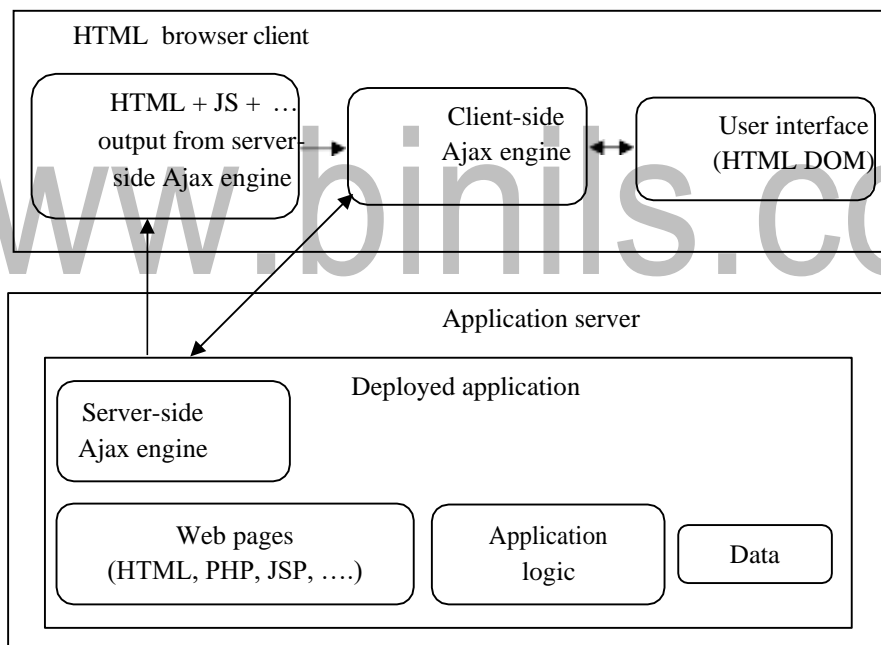 HTML browser client
HTML + JS + …
output from server-
side Ajax engine
Client-side
Ajax engine
User interface
(HTML DOM)
ww.binils.co
Application server
Deployed application
Server-side
Ajax engine
Web pages
(HTML, PHP, JSP, ….)
Application
logic
Data